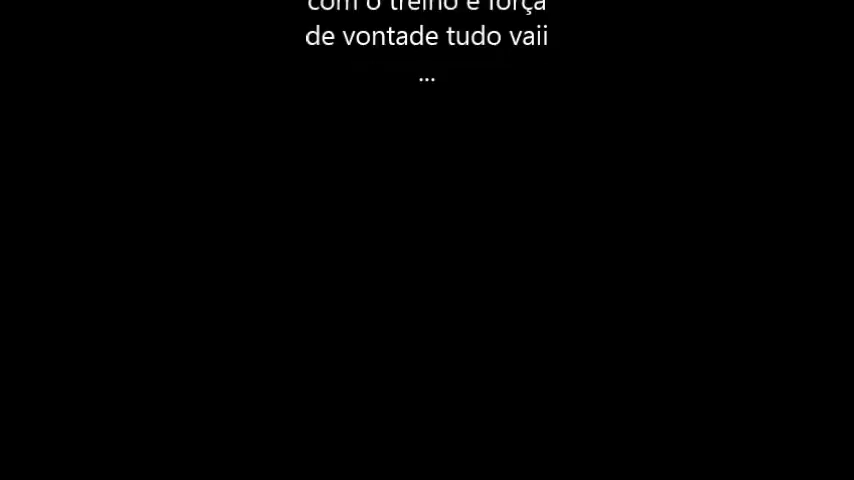 com o treino e força
de vontade tudo vaii
...